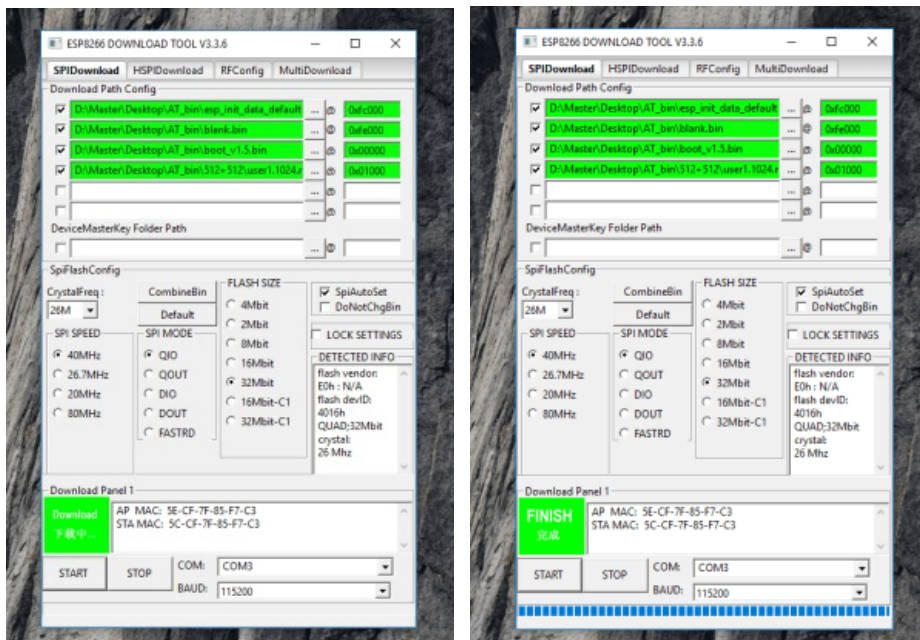 ESP8266 DOWNLOAD TOOL V3.3.6
SPIDownload HSPIDownload RFConfig MultiDownload
Download Path Config
D:\Master\Desktop\AT_bin\esp_init_data_default ... @ 0xfc000
D:\Master\Desktop\AT_bin\blank.bin ... @ 0xfe000
D:\Master\Desktop\AT_bin\boot_v1.5.bin ... @ 0x00000
D:\Master\Desktop\AT_bin\512+512\user1.1024.r ... @ 0x01000
... @
... @
DeviceMasterKey Folder Path
... @
SpiFlashConfig
CrystalFreq :
26M
CombineBin
Default
SPI SPEED
40MHz
26.7MHz
20MHz
80MHz
SPI MODE
QIO
QOUT
DIO
DOUT
FASTRD
FLASH SIZE
4Mbit
2Mbit
8Mbit
16Mbit
32Mbit
16Mbit-C1
32Mbit-C1
SpiAutoSet
DoNotChgBin
LOCK SETTINGS
DETECTED INFO
flash vendor:
E0h : N/A
flash devID:
4016h
QUAD;32Mbit
crystal:
26 Mhz
Download Panel 1
Download
下载中...
AP MAC: 5E-CF-7F-85-F7-C3
STA MAC: 5C-CF-7F-85-F7-C3
START STOP
COM: COM3
BAUD: 115200
ESP8266 DOWNLOAD TOOL V3.3.6
SPIDownload HSPIDownload RFConfig MultiDownload
Download Path Config
D:\Master\Desktop\AT_bin\esp_init_data_default ... @ 0xfc000
D:\Master\Desktop\AT_bin\blank.bin ... @ 0xfe000
D:\Master\Desktop\AT_bin\boot_v1.5.bin ... @ 0x00000
D:\Master\Desktop\AT_bin\512+512\user1.1024.r ... @ 0x01000
... @
... @
DeviceMasterKey Folder Path
... @
SpiFlashConfig
CrystalFreq :
26M
CombineBin
Default
SPI SPEED
40MHz
26.7MHz
20MHz
80MHz
SPI MODE
QIO
QOUT
DIO
DOUT
FASTRD
FLASH SIZE
4Mbit
2Mbit
8Mbit
16Mbit
32Mbit
16Mbit-C1
32Mbit-C1
SpiAutoSet
DoNotChgBin
LOCK SETTINGS
DETECTED INFO
flash vendor:
E0h : N/A
flash devID:
4016h
QUAD;32Mbit
crystal:
26 Mhz
Download Panel 1
FINISH
完成
AP MAC: 5E-CF-7F-85-F7-C3
STA MAC: 5C-CF-7F-85-F7-C3
START STOP
COM: COM3
BAUD: 115200